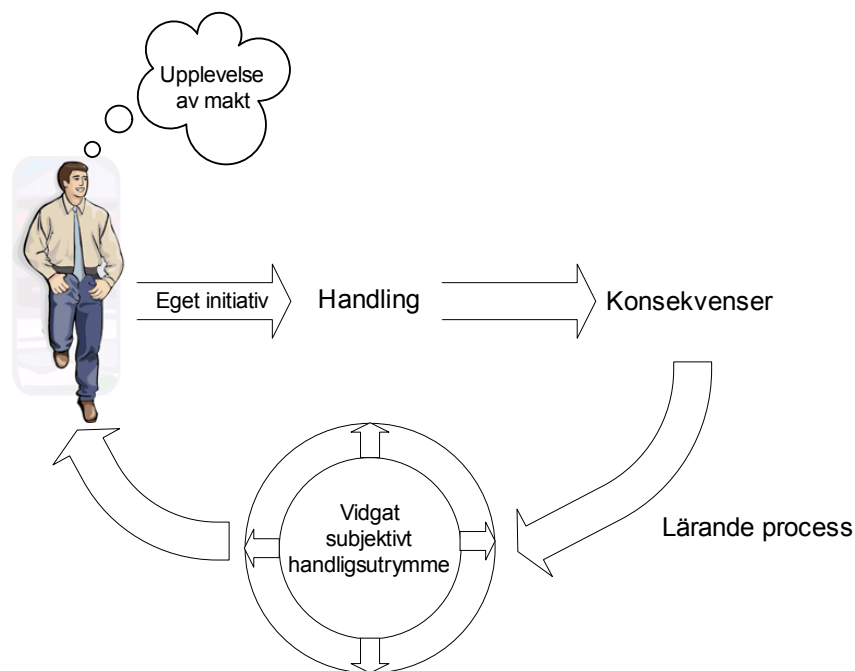 Upplevelse
av makt
Eget initiativ
Handling
Konsekvenser
Vidgat
subjektivt
handligsutrymme
Lärande process